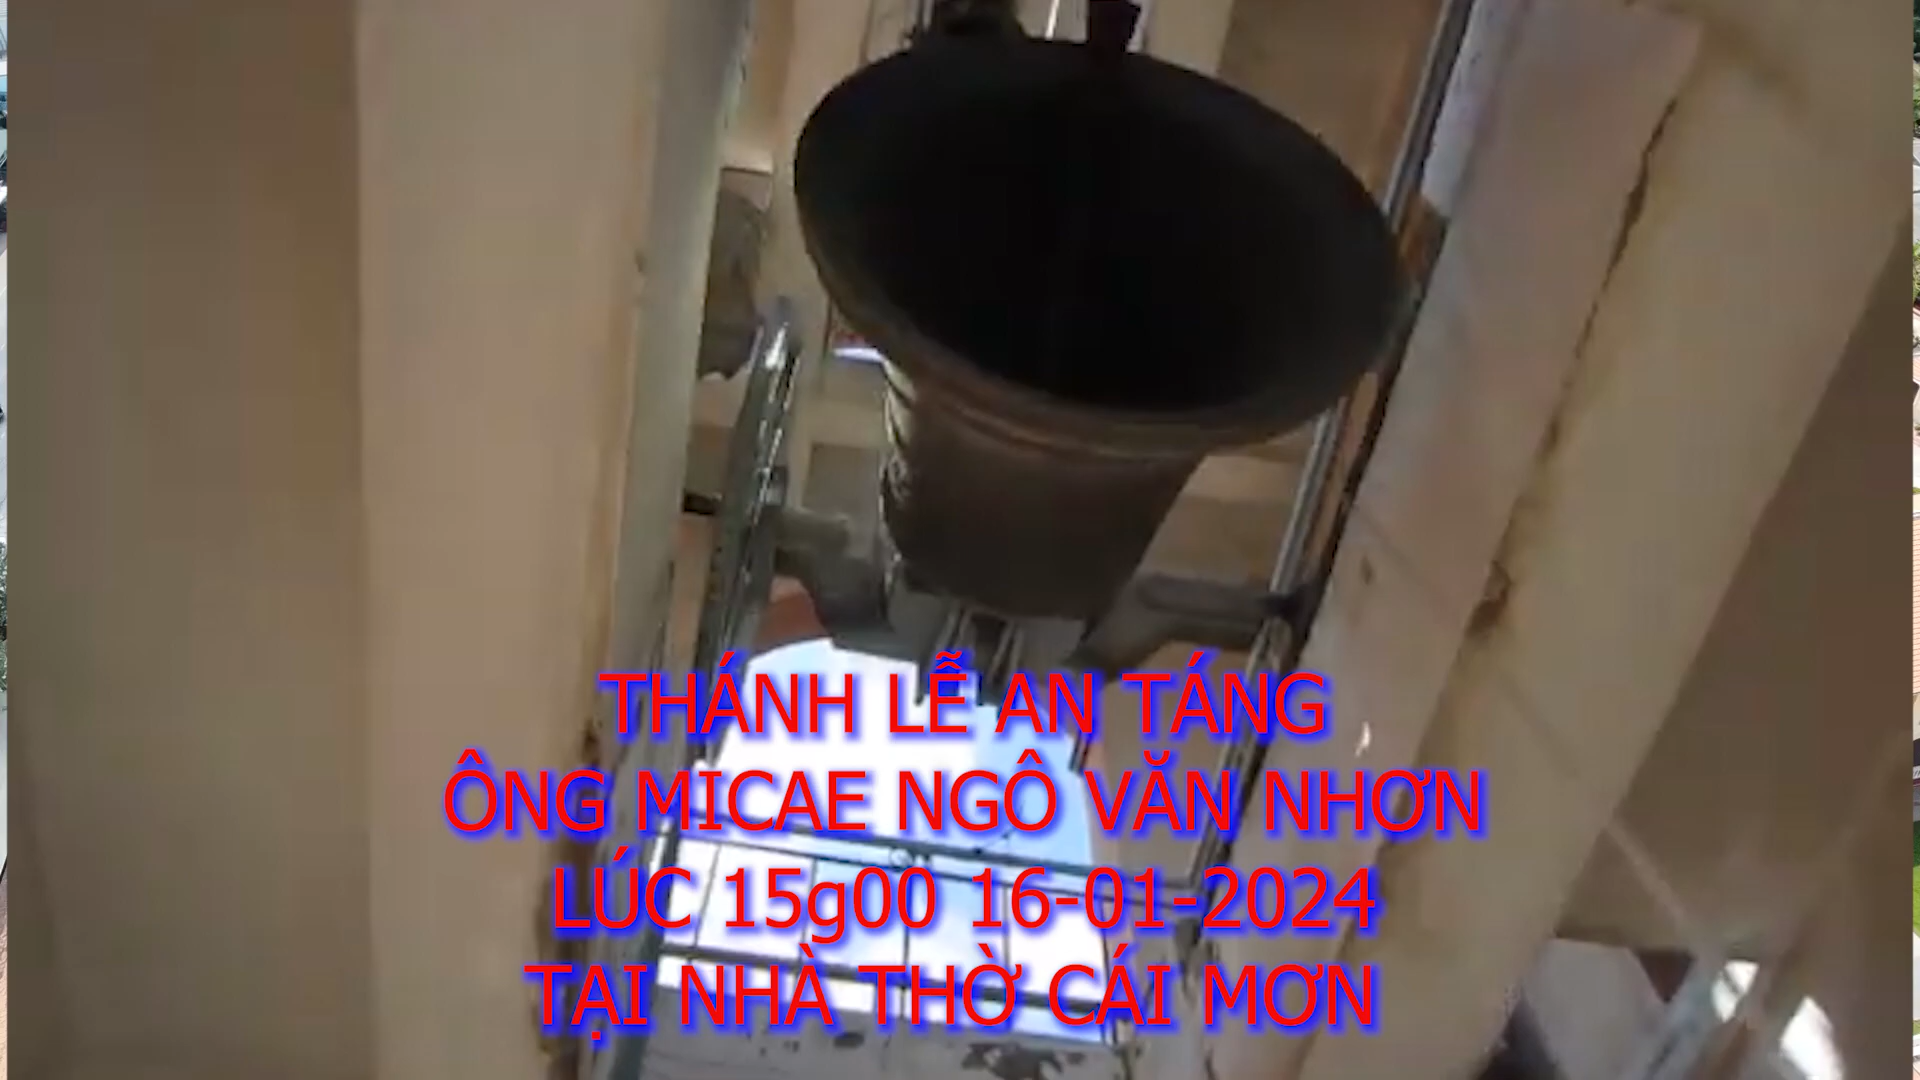 THÁNH LỄ AN TÁNG
ÔNG MICAE NGÔ VĂN NHƠN
LÚC 15g00 16-01-2024
TẠI NHÀ THỜ CÁI MƠN